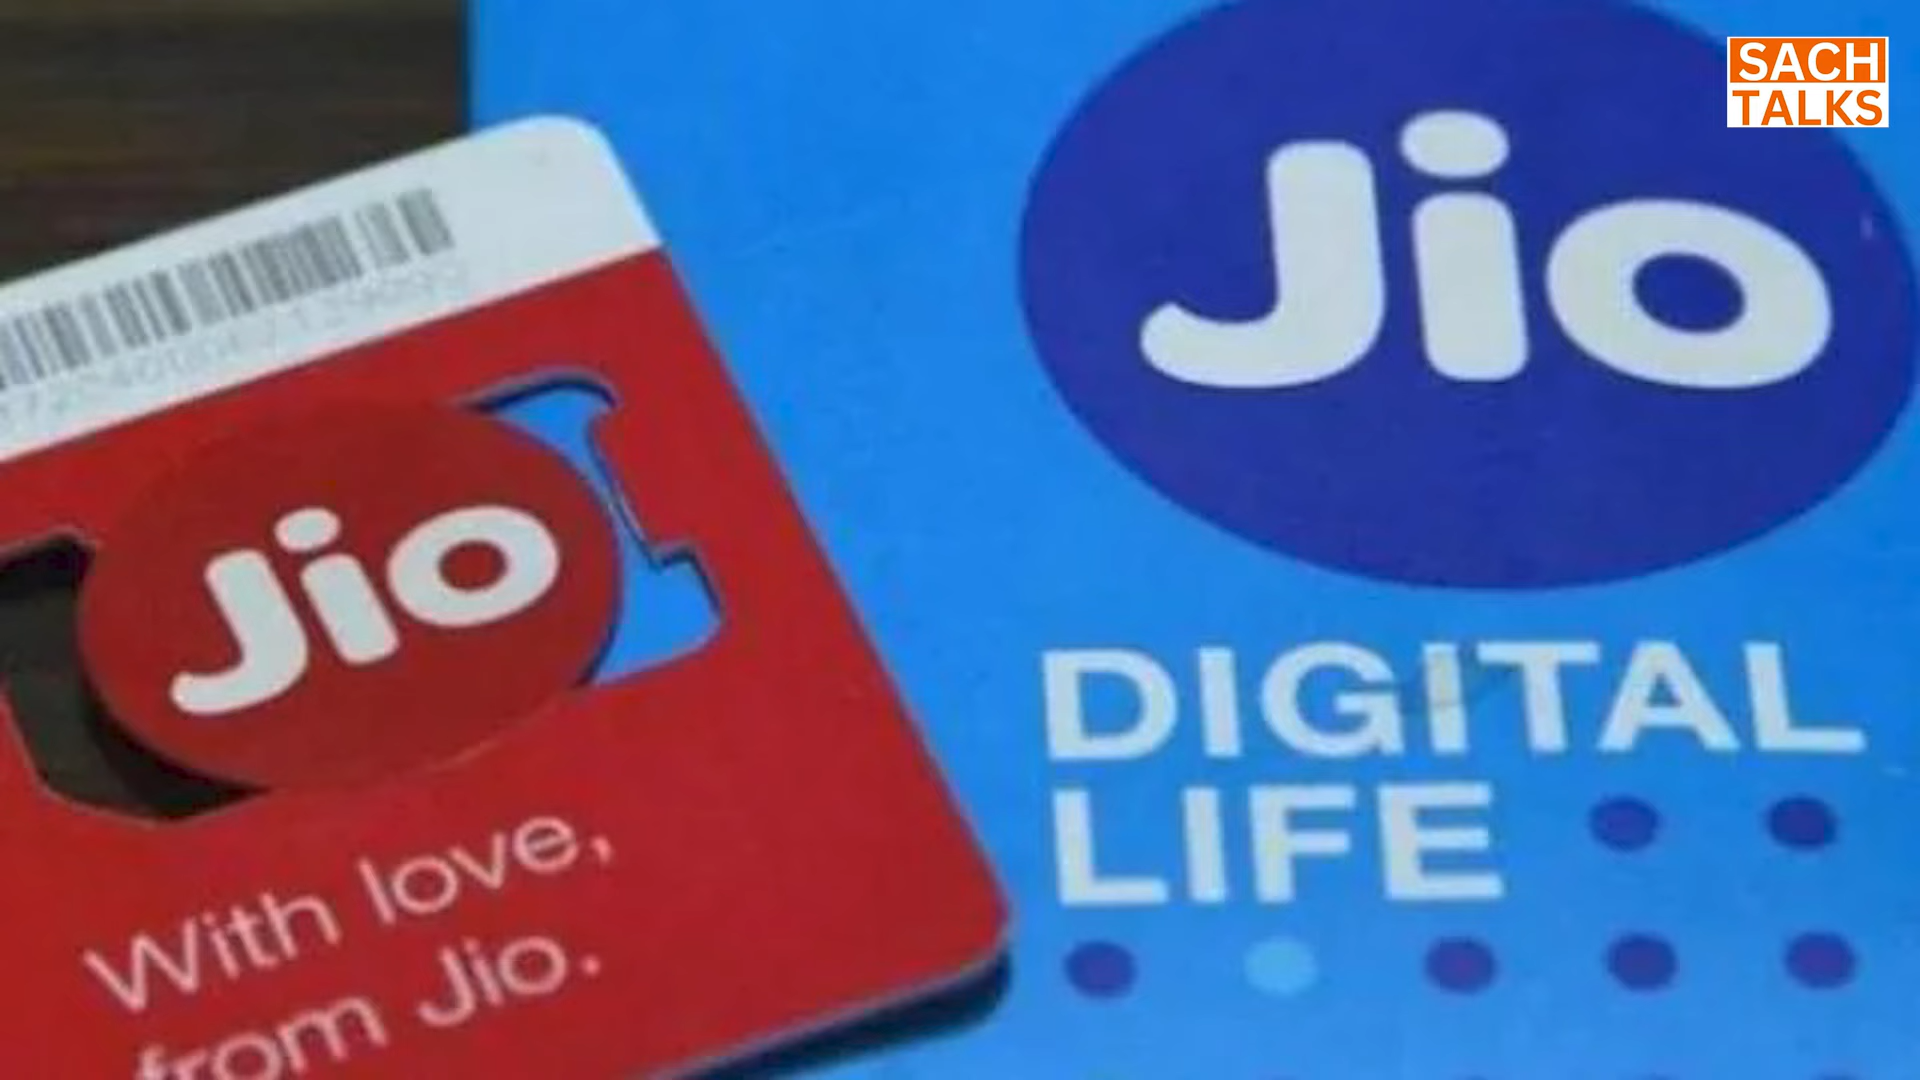 SACH
TALKS
Jio
DIGITAL
LIFE
Jio
With love,
from Jio.